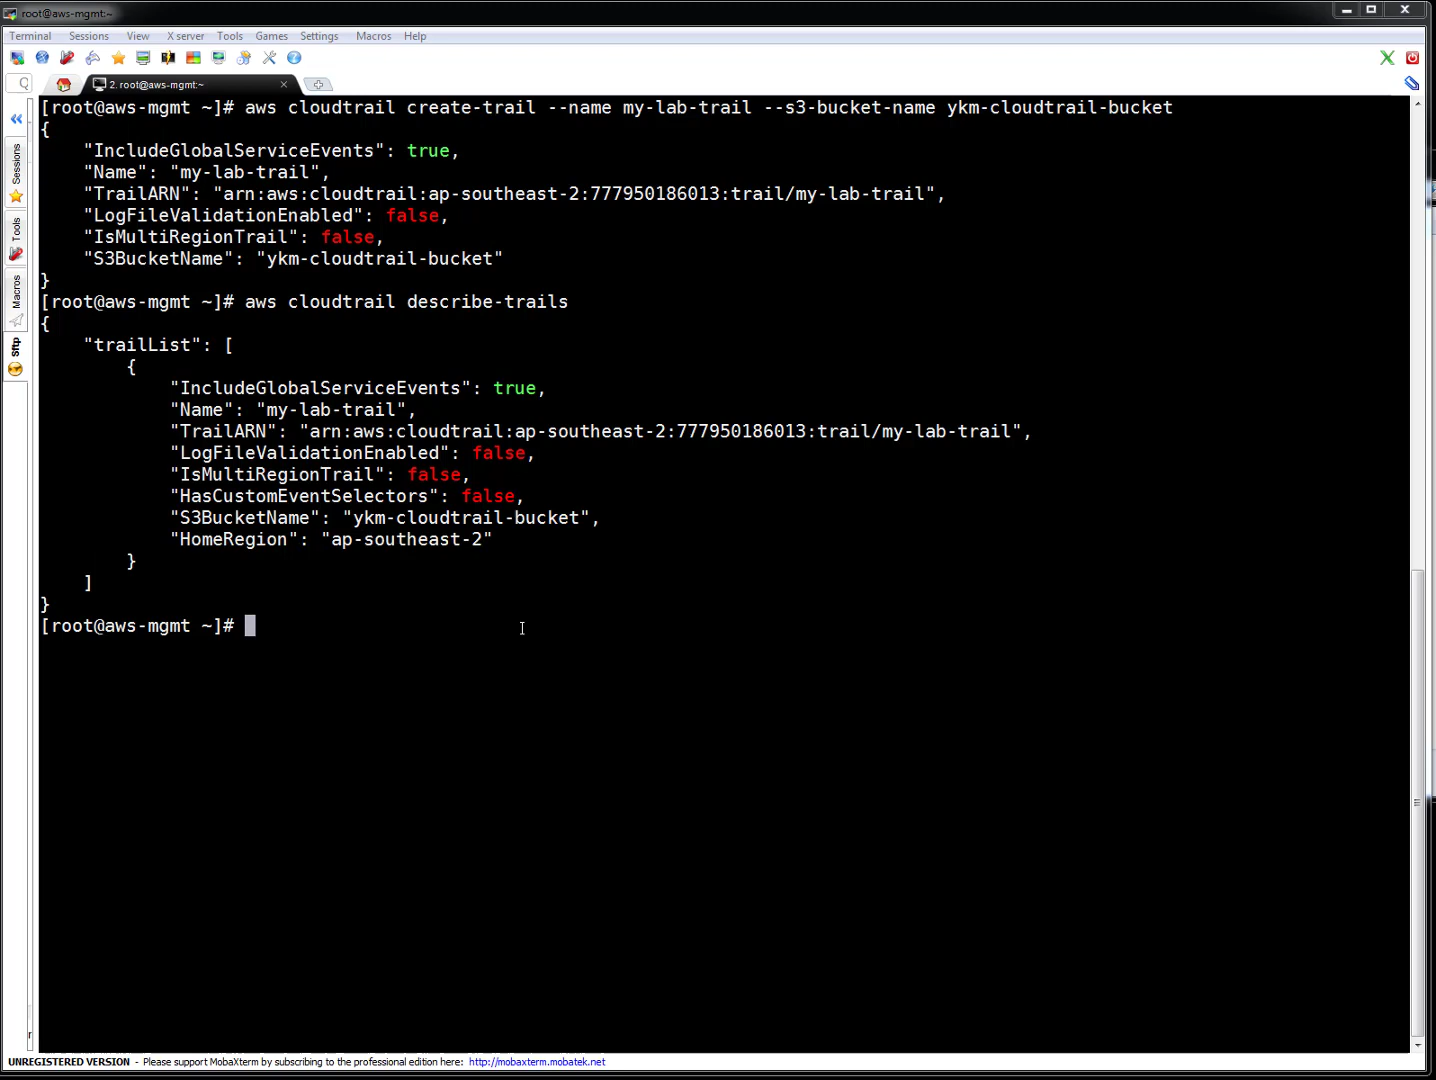 root@aws-mgmt:~
Terminal Sessions View X server Tools Games Settings Macros Help
2. root@aws-mgmt:~
[root@aws-mgmt ~]# aws cloudtrail create-trail --name my-lab-trail --s3-bucket-name ykm-cloudtrail-bucket
{
    "IncludeGlobalServiceEvents": true,
    "Name": "my-lab-trail",
    "TrailARN": "arn:aws:cloudtrail:ap-southeast-2:777950186013:trail/my-lab-trail",
    "LogFileValidationEnabled": false,
    "IsMultiRegionTrail": false,
    "S3BucketName": "ykm-cloudtrail-bucket"
}
[root@aws-mgmt ~]# aws cloudtrail describe-trails
{
    "trailList": [
        {
            "IncludeGlobalServiceEvents": true,
            "Name": "my-lab-trail",
            "TrailARN": "arn:aws:cloudtrail:ap-southeast-2:777950186013:trail/my-lab-trail",
            "LogFileValidationEnabled": false,
            "IsMultiRegionTrail": false,
            "HasCustomEventSelectors": false,
            "S3BucketName": "ykm-cloudtrail-bucket",
            "HomeRegion": "ap-southeast-2"
        }
    ]
}
[root@aws-mgmt ~]#
Sessions
Tools
Macros
Sftp
UNREGISTERED VERSION - Please support MobaXterm by subscribing to the professional edition here: http://mobaxterm.mobatek.net